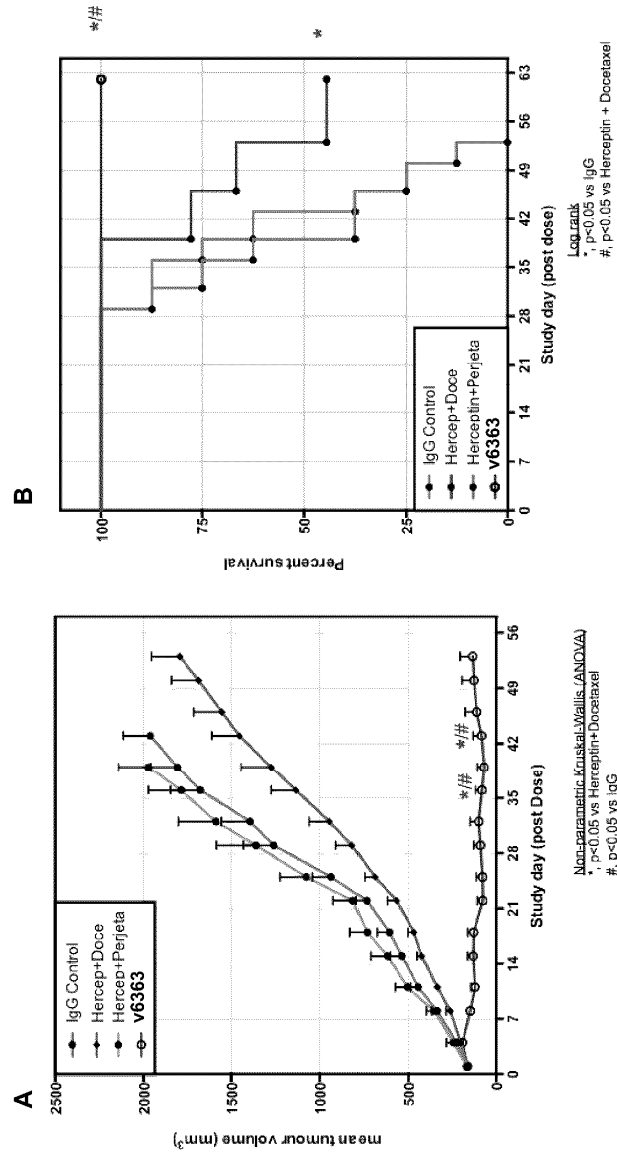 A
2500
2000
1500
1000
500
0
mean tumour volume (mm³)
IgG Control
Hercep+Doce
Hercep+Perjeta
v6363
*/#
*/#
0
7
14
21
28
35
42
49
56
Study day (post Dose)
Non-parametric Kruskal-Wallis (ANOVA)
*, p<0.05 vs Herceptin+Docetaxel
#, p<0.05 vs IgG
B
*/#
*
100
75
50
25
0
Percent survival
IgG Control
Hercep+Doce
Herceptin+Perjeta
v6363
0
7
14
21
28
35
42
49
56
63
Study day (post dose)
Log rank
*, p<0.05 vs IgG
#, p<0.05 vs Herceptin + Docetaxel